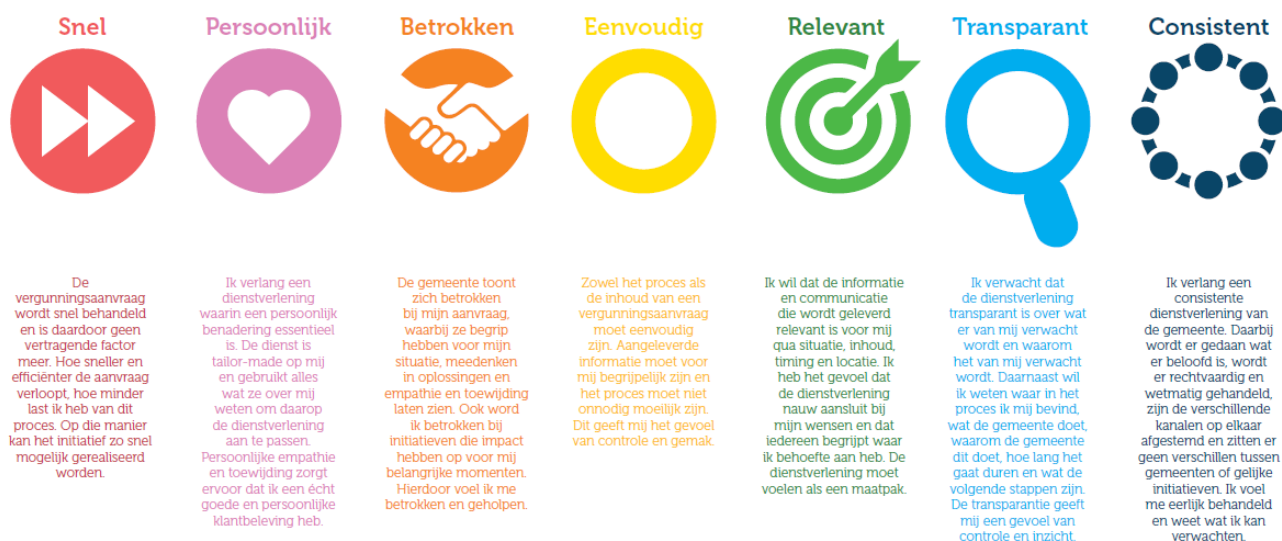 Snel
De
vergunningsaanvraag
wordt snel behandeld
en is daardoor geen
vertragende factor
meer. Hoe sneller en
efficiënter de aanvraag
verloopt, hoe minder
last ik heb van dit
proces. Op die manier
kan het initiatief zo snel
mogelijk gerealiseerd
worden.
Persoonlijk
Ik verlang een
dienstverlening
waarin een persoonlijk
benadering essentieel
is. De dienst is
tailor-made op mij
en gebruikt alles
wat ze over mij
weten om daarop
de dienstverlening
aan te passen.
Persoonlijke empathie
en toewijding zorgt
ervoor dat ik een écht
goede en persoonlijke
klantbeleving heb.
Betrokken
De gemeente toont
zich betrokken
bij mijn aanvraag,
waarbij ze begrip
hebben voor mijn
situatie, meedenken
in oplossingen en
empathie en toewijding
laten zien. Ook word
ik betrokken bij
initiatieven die impact
hebben op voor mij
belangrijke momenten.
Hierdoor voel ik me
betrokken en geholpen.
Eenvoudig
Zowel het proces als
de inhoud van een
vergunningsaanvraag
moet eenvoudig
zijn. Aangeleverde
informatie moet voor
mij begrijpelijk zijn en
het proces moet niet
onnodig moeilijk zijn.
Dit geeft mij het gevoel
van controle en gemak.
Relevant
Ik wil dat de informatie
en communicatie
die wordt geleverd
relevant is voor mij
qua situatie, inhoud,
timing en locatie. Ik
heb het gevoel dat
de dienstverlening
nauw aansluit bij
mijn wensen en dat
iedereen begrijpt waar
ik behoefte aan heb. De
dienstverlening moet
voelen als een maatpak.
Transparant
Ik verwacht dat
de dienstverlening
transparant is over wat
er van mij verwacht
wordt en waarom
het van mij verwacht
wordt. Daarnaast wil
ik weten waar in het
proces ik mij bevind,
wat de gemeente doet,
waarom de gemeente
dit doet, hoe lang het
gaat duren en wat de
volgende stappen zijn.
De transparantie geeft
mij een gevoel van
controle en inzicht.
Consistent
Ik verlang een
consistente
dienstverlening van
de gemeente. Daarbij
wordt er gedaan wat
er beloofd is, wordt
er rechtvaardig en
wetmatig gehandeld,
zijn de verschillende
kanalen op elkaar
afgestemd en zitten er
geen verschillen tussen
gemeenten of gelijke
initiatieven. Ik voel
me eerlijk behandeld
en weet wat ik kan
verwachten.